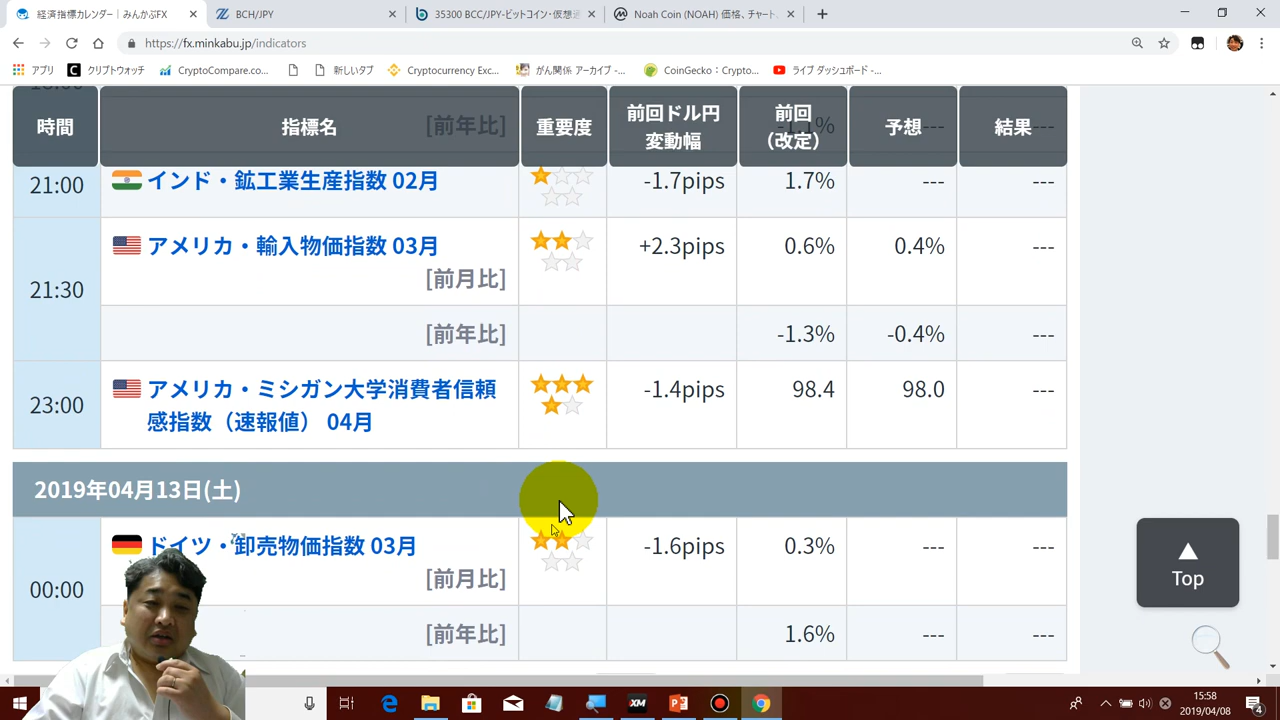 経済指標カレンダー | みんかぶFX
BCH/JPY
35300 BCC/JPY-ビットコイン・仮想通
Noah Coin (NOAH) 価格、チャート、
https://fx.minkabu.jp/indicators
アプリ
クリプトウォッチ
CryptoCompare.co...
新しいタブ
Cryptocurrency Exc...
がん関係 アーカイブ -...
CoinGecko：Crypto...
ライブ ダッシュボード -...
時間 指標名 [前年比] 重要度 前回ドル円変動幅 前回（改定） 予想 --- 結果 ---
21:00 インド・鉱工業生産指数 02月 -1.7pips 1.7% --- ---
21:30 アメリカ・輸入物価指数 03月 +2.3pips 0.6% 0.4% ---
[前月比]
[前年比] -1.3% -0.4% ---
23:00 アメリカ・ミシガン大学消費者信頼 -1.4pips 98.4 98.0 ---
感指数（速報値） 04月
2019年04月13日(土)
00:00 ドイツ・卸売物価指数 03月 -1.6pips 0.3% --- ---
[前月比]
[前年比] 1.6% --- ---
Top
XM
15:58
2019/04/08
4